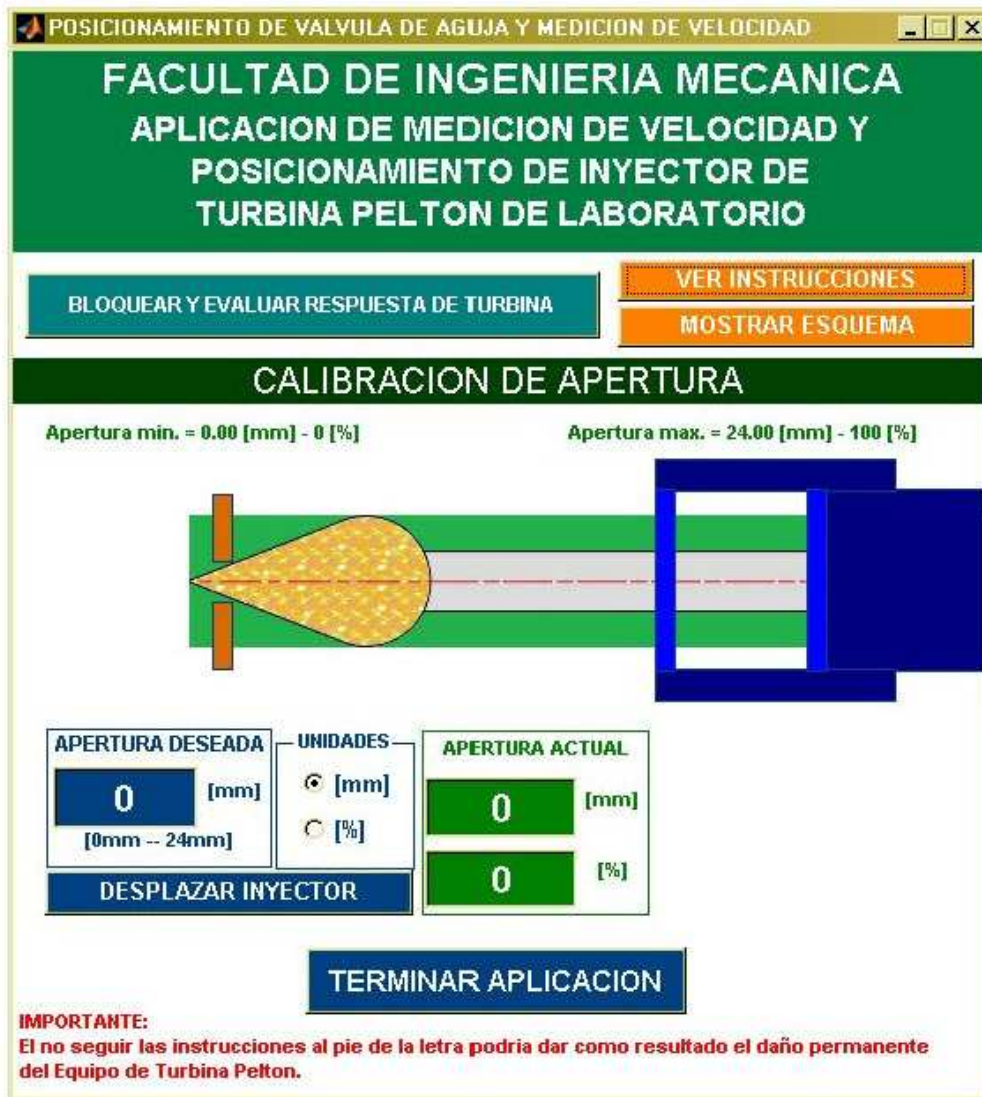 POSICIONAMIENTO DE VALVULA DE AGUJA Y MEDICION DE VELOCIDAD
FACULTAD DE INGENIERIA MECANICA
APLICACION DE MEDICION DE VELOCIDAD Y
POSICIONAMIENTO DE INYECTOR DE
TURBINA PELTON DE LABORATORIO
BLOQUEAR Y EVALUAR RESPUESTA DE TURBINA
VER INSTRUCCIONES
MOSTRAR ESQUEMA
CALIBRACION DE APERTURA
Apertura min. = 0.00 [mm] - 0 [%]
Apertura max. = 24.00 [mm] - 100 [%]
APERTURA DESEADA
0 [mm]
[0mm -- 24mm]
UNIDADES
[mm]
[%]
DESPLAZAR INYECTOR
APERTURA ACTUAL
0 [mm]
0 [%]
TERMINAR APLICACION
IMPORTANTE:
El no seguir las instrucciones al pie de la letra podria dar como resultado el daño permanente
del Equipo de Turbina Pelton.